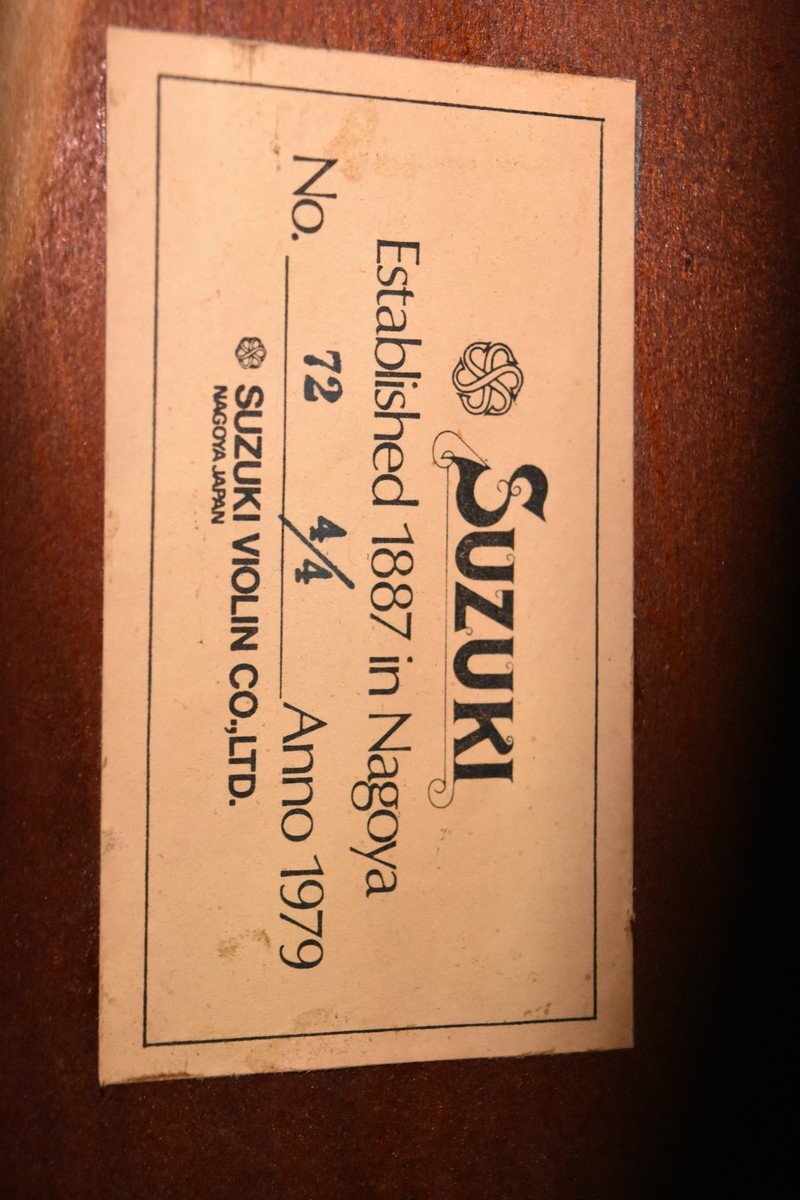 SUZUKI
Established 1887 in Nagoya
No. 72 4/4 Anno 1979
SUZUKI VIOLIN CO.,LTD.
NAGOYA JAPAN